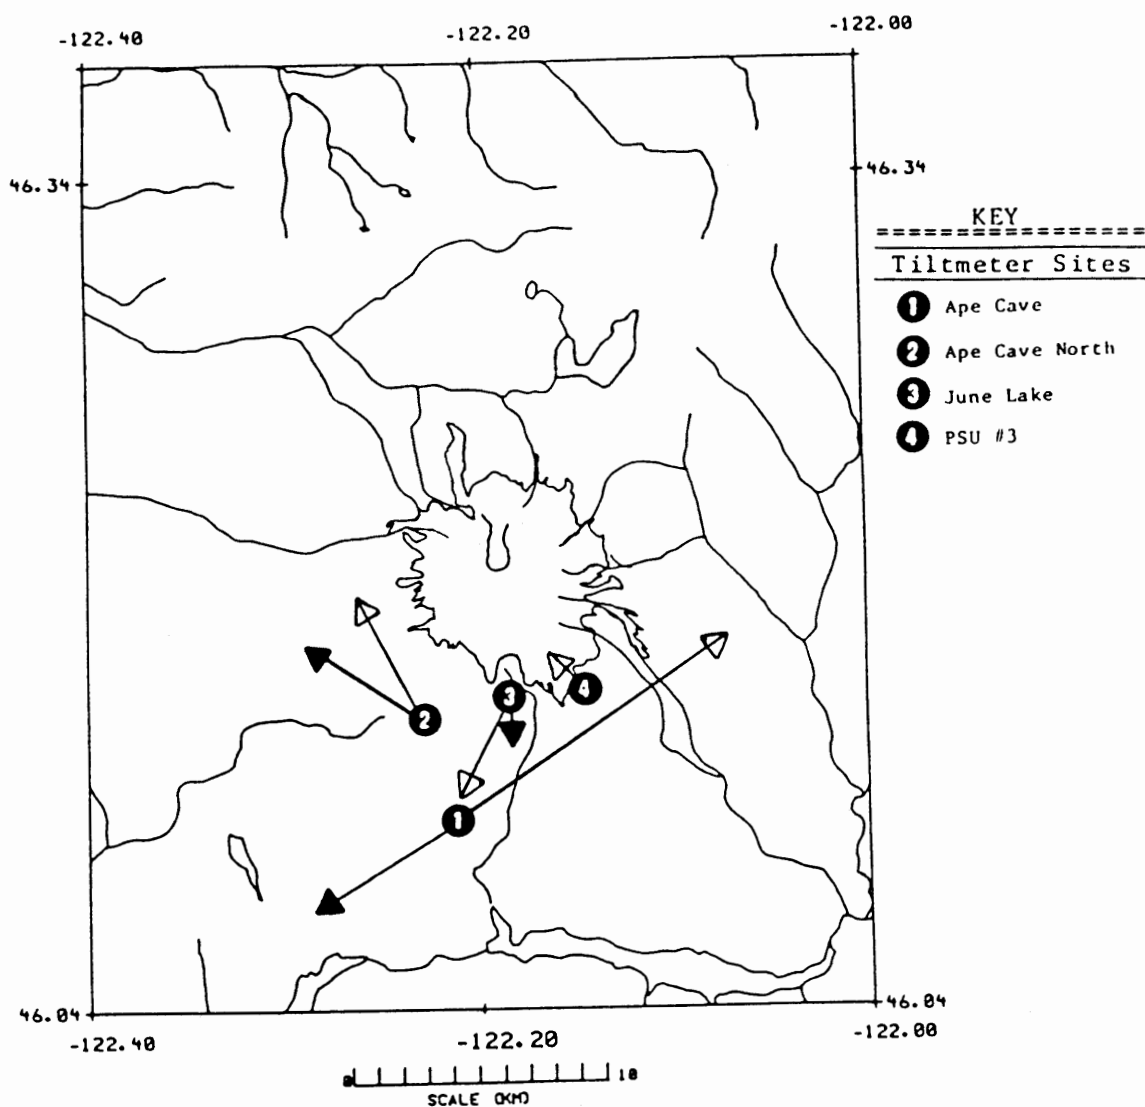 -122.40
-122.20
-122.00
46.34
46.34
KEY
=================
Tiltmeter Sites
1 Ape Cave
2 Ape Cave North
3 June Lake
4 PSU #3
4
3
2
1
46.04
46.04
-122.40
-122.20
-122.00
0
10
SCALE (KM)